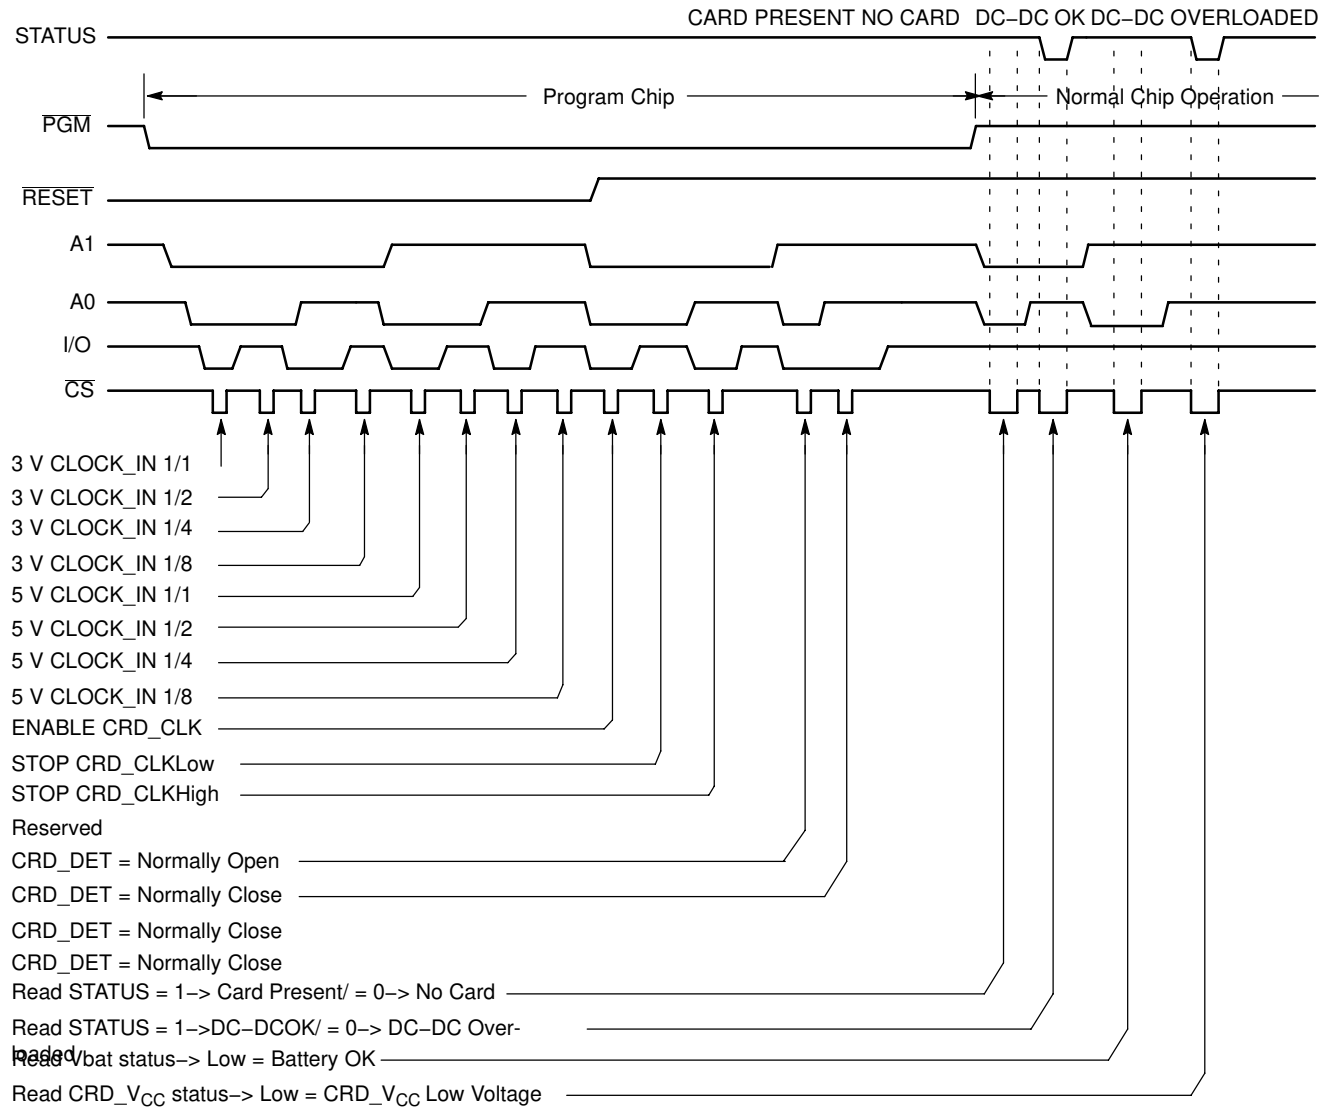 CARD PRESENT NO CARD DC−DC OK DC−DC OVERLOADED
STATUS
Program Chip
Normal Chip Operation
PGM
RESET
A1
A0
I/O
CS
3 V CLOCK_IN 1/1
3 V CLOCK_IN 1/2
3 V CLOCK_IN 1/4
3 V CLOCK_IN 1/8
5 V CLOCK_IN 1/1
5 V CLOCK_IN 1/2
5 V CLOCK_IN 1/4
5 V CLOCK_IN 1/8
ENABLE CRD_CLK
STOP CRD_CLKLow
STOP CRD_CLKHigh
Reserved
CRD_DET = Normally Open
CRD_DET = Normally Close
CRD_DET = Normally Close
CRD_DET = Normally Close
Read STATUS = 1−> Card Present/ = 0−> No Card
Read STATUS = 1−>DC−DCOK/ = 0−> DC−DC Over-
loaded
Read Vbat status−> Low = Battery OK
Read CRD_VCC status−> Low = CRD_VCC Low Voltage